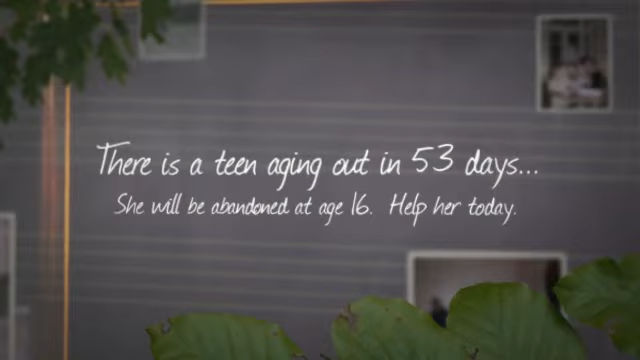 There is a teen aging out in 53 days...
She will be abandoned at age 16. Help her today.